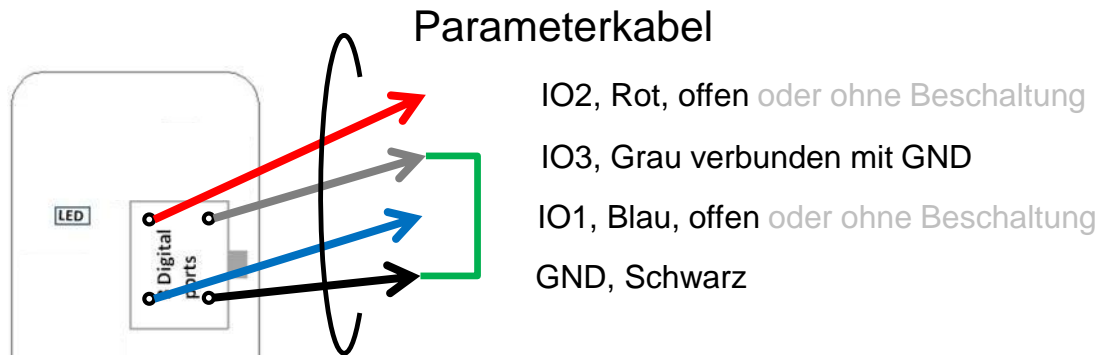 Parameterkabel
IO2, Rot, offen oder ohne Beschaltung
IO3, Grau verbunden mit GND
IO1, Blau, offen oder ohne Beschaltung
GND, Schwarz
LED
Digital
ports